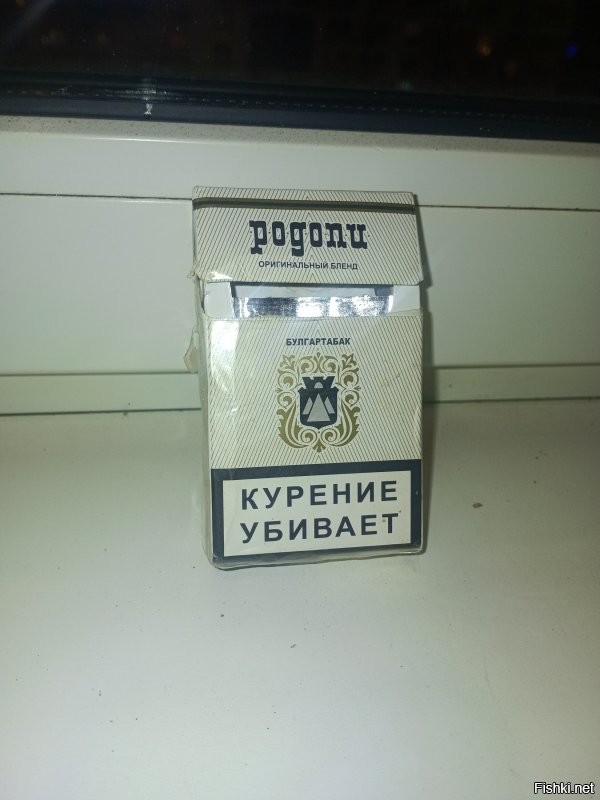 Родопи
ОРИГИНАЛЬНЫЙ БЛЕНД
БУЛГАРТАБАК
КУРЕНИЕ
УБИВАЕТ
Fishki.net